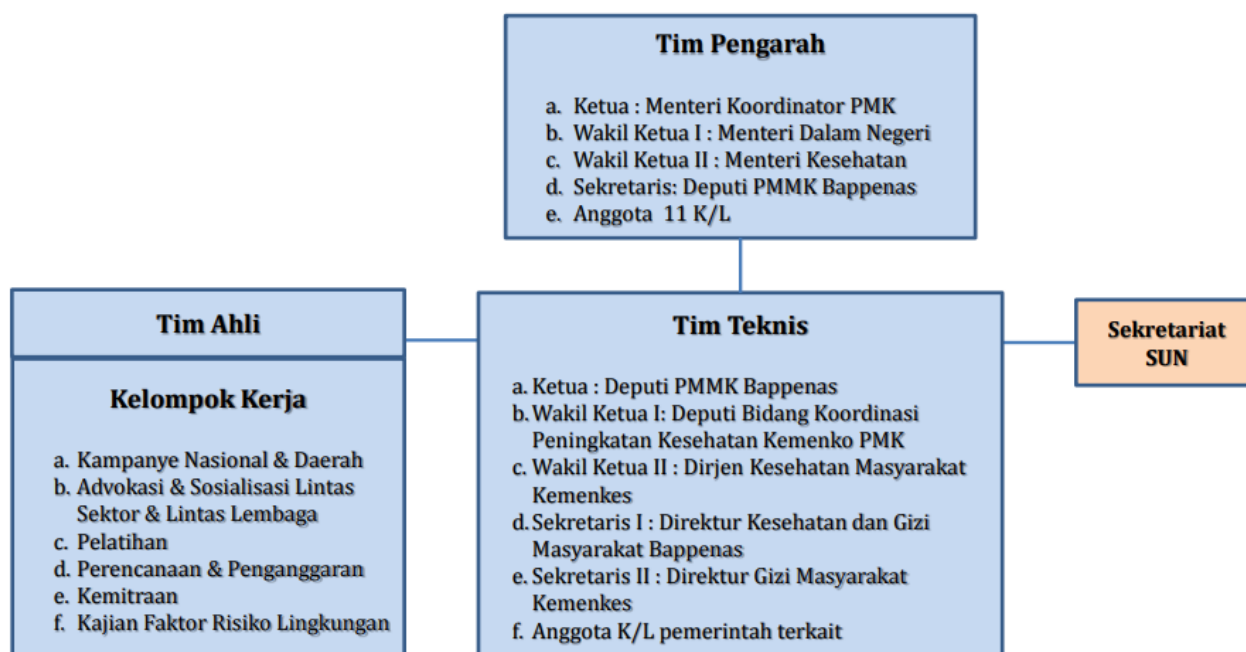 Tim Pengarah
a. Ketua : Menteri Koordinator PMK
b. Wakil Ketua I : Menteri Dalam Negeri
c. Wakil Ketua II : Menteri Kesehatan
d. Sekretaris: Deputi PMMK Bappenas
e. Anggota 11 K/L
Tim Ahli
Kelompok Kerja
a. Kampanye Nasional & Daerah
b. Advokasi & Sosialisasi Lintas
Sektor & Lintas Lembaga
c. Pelatihan
d. Perencanaan & Penganggaran
e. Kemitraan
f. Kajian Faktor Risiko Lingkungan
Tim Teknis
a. Ketua : Deputi PMMK Bappenas
b. Wakil Ketua I: Deputi Bidang Koordinasi
Peningkatan Kesehatan Kemenko PMK
c. Wakil Ketua II : Dirjen Kesehatan Masyarakat
Kemenkes
d. Sekretaris I : Direktur Kesehatan dan Gizi
Masyarakat Bappenas
e. Sekretaris II : Direktur Gizi Masyarakat
Kemenkes
f. Anggota K/L pemerintah terkait
Sekretariat
SUN